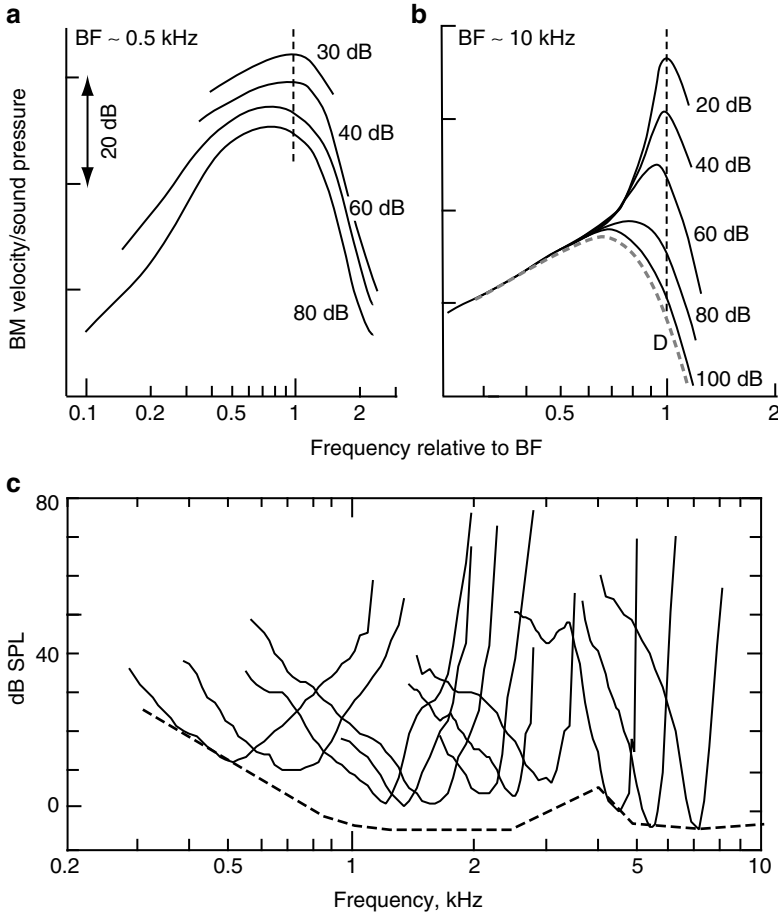 a
b
BF ~ 0.5 kHz
BF ~ 10 kHz
BM velocity/sound pressure
20 dB
30 dB
40 dB
60 dB
80 dB
20 dB
40 dB
60 dB
80 dB
D
100 dB
0.1 0.2 0.5 1 2
0.5 1 2
Frequency relative to BF
c
dB SPL
80
40
0
0.2 0.5 1 2 5 10
Frequency, kHz